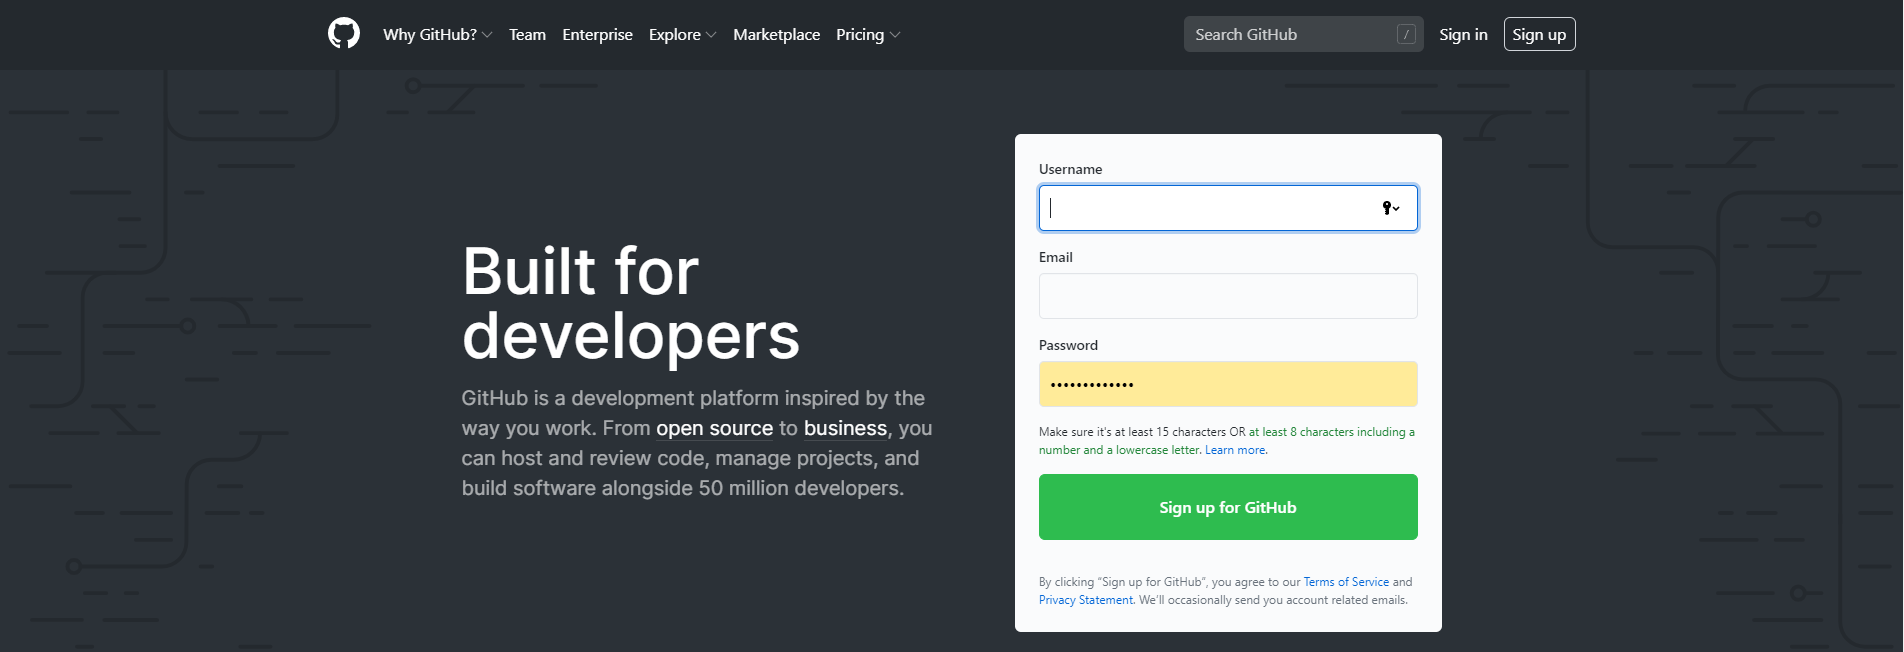 Why GitHub? Team Enterprise Explore Marketplace Pricing Search GitHub / Sign in Sign up
Built for
developers
GitHub is a development platform inspired by the
way you work. From open source to business, you
can host and review code, manage projects, and
build software alongside 50 million developers.
Username
Email
Password
•••••••••••••
Make sure it's at least 15 characters OR at least 8 characters including a
number and a lowercase letter. Learn more.
Sign up for GitHub
By clicking “Sign up for GitHub”, you agree to our Terms of Service and
Privacy Statement. We’ll occasionally send you account related emails.